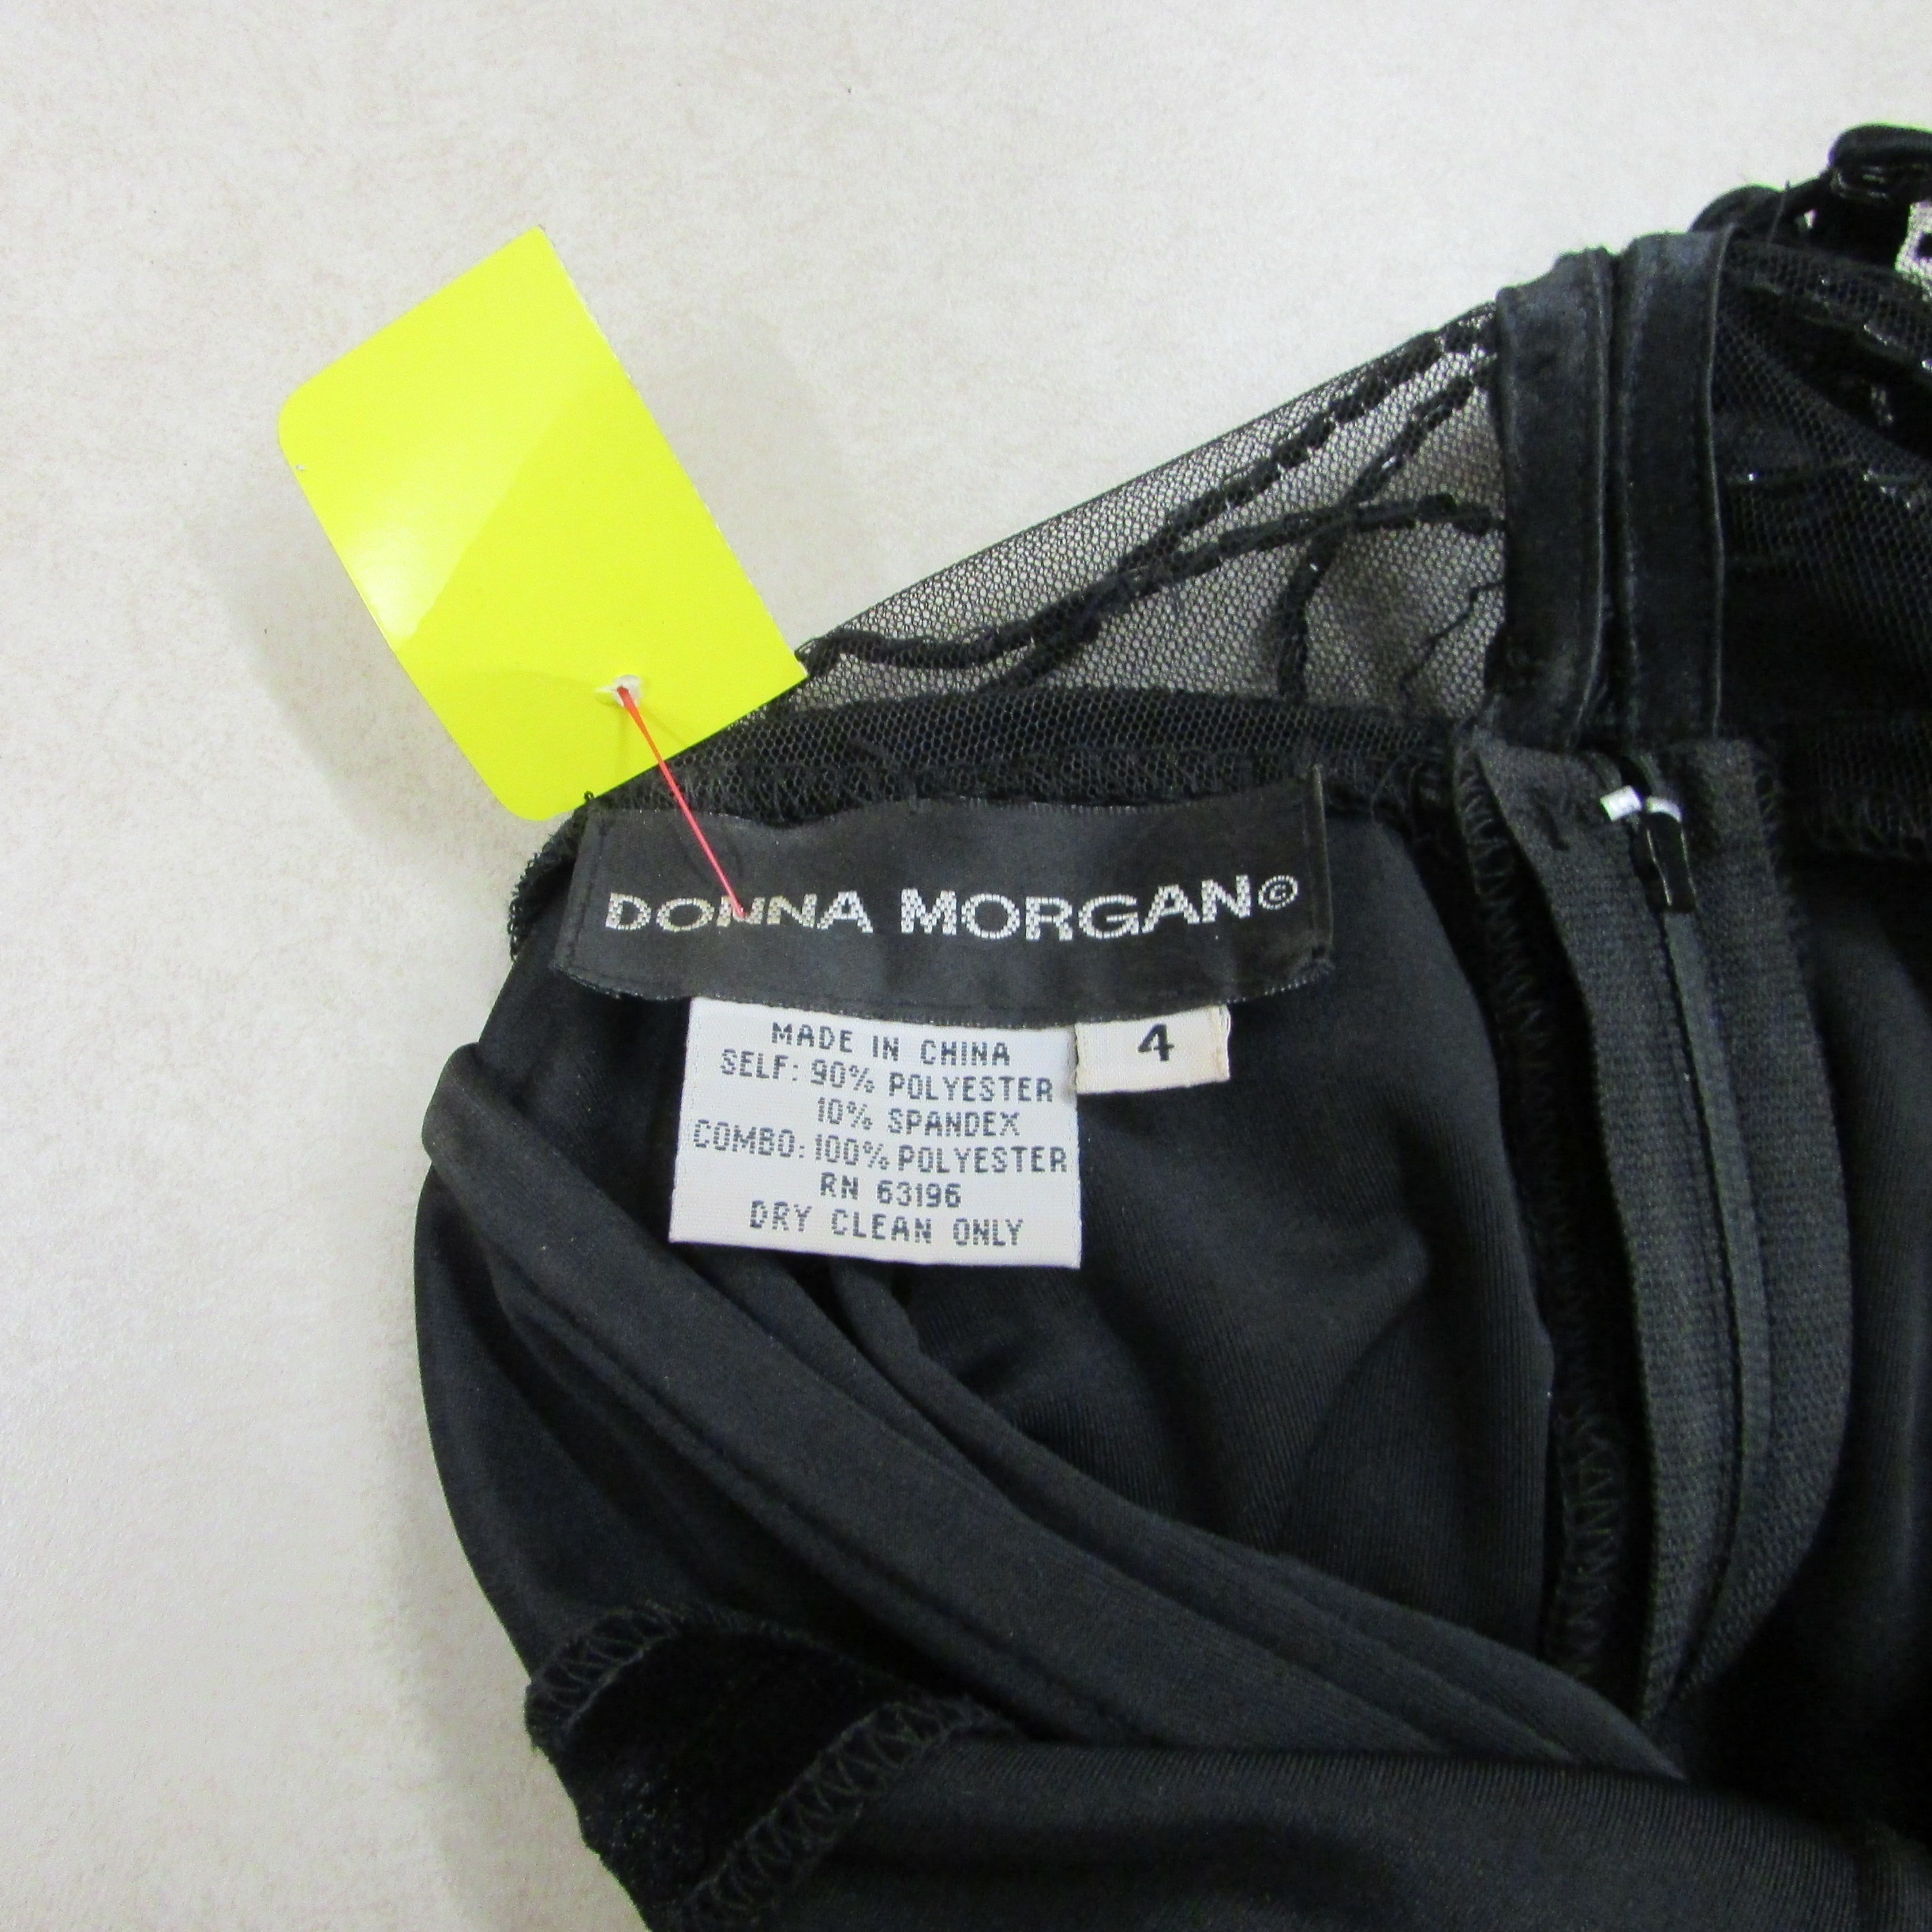 DONNA MORGAN©
MADE IN CHINA
SELF: 90% POLYESTER
10% SPANDEX
COMBO: 100% POLYESTER
RN 63196
DRY CLEAN ONLY
4